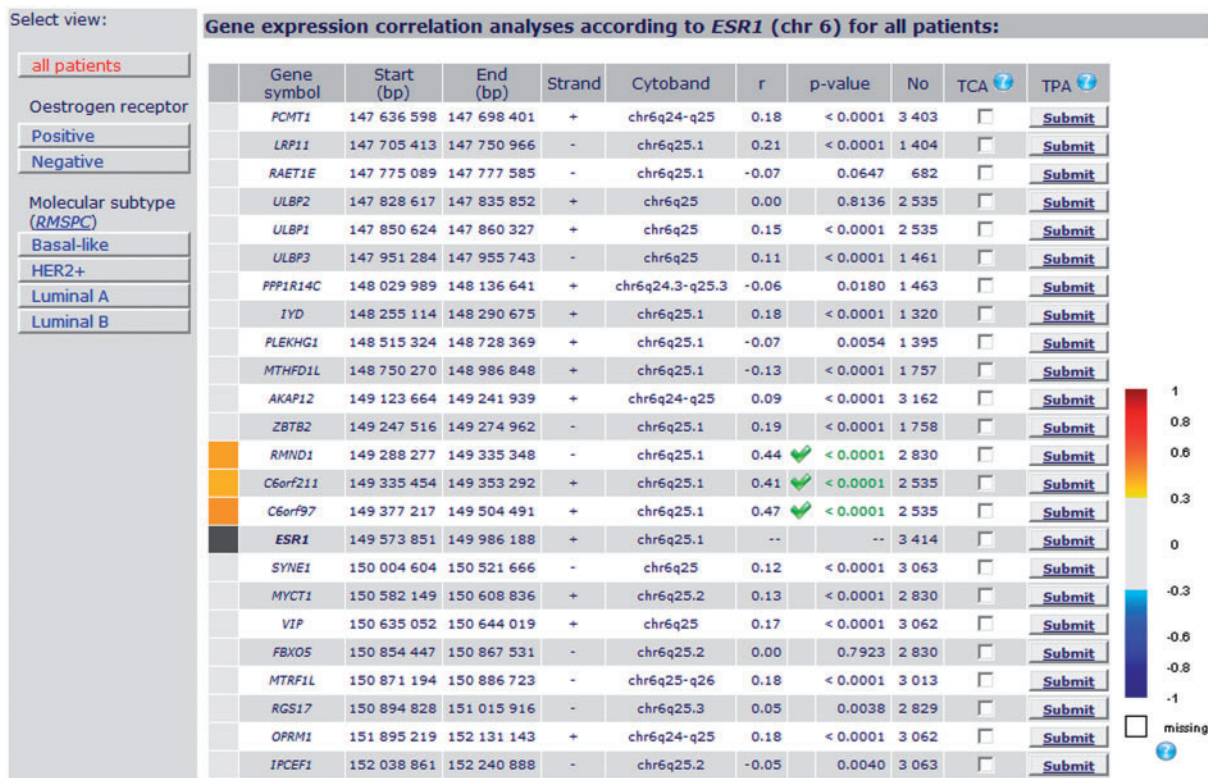 Select view:
all patients
Oestrogen receptor
Positive
Negative
Molecular subtype
(RMSPC)
Basal-like
HER2+
Luminal A
Luminal B
Gene expression correlation analyses according to ESR1 (chr 6) for all patients:
Gene symbol Start (bp) End (bp) Strand Cytoband r p-value No TCA ? TPA ?
PCMT1 147 636 598 147 698 401 + chr6q24-q25 0.18 < 0.0001 3 403 Submit
LRP11 147 705 413 147 750 966 - chr6q25.1 0.21 < 0.0001 1 404 Submit
RAET1E 147 775 089 147 777 585 - chr6q25.1 -0.07 0.0647 682 Submit
ULBP2 147 828 617 147 835 852 + chr6q25 0.00 0.8136 2 535 Submit
ULBP1 147 850 624 147 860 327 + chr6q25 0.15 < 0.0001 2 535 Submit
ULBP3 147 951 284 147 955 743 - chr6q25 0.11 < 0.0001 1 461 Submit
PPP1R14C 148 029 989 148 136 641 + chr6q24.3-q25.3 -0.06 0.0180 1 463 Submit
IYD 148 255 114 148 290 675 + chr6q25.1 0.18 < 0.0001 1 320 Submit
PLEKHG1 148 515 324 148 728 369 + chr6q25.1 -0.07 0.0054 1 395 Submit
MTHFD1L 148 750 270 148 986 848 + chr6q25.1 -0.13 < 0.0001 1 757 Submit
AKAP12 149 123 664 149 241 939 + chr6q24-q25 0.09 < 0.0001 3 162 Submit
ZBTB2 149 247 516 149 274 962 - chr6q25.1 0.19 < 0.0001 1 758 Submit
RMND1 149 288 277 149 335 348 - chr6q25.1 0.44 < 0.0001 2 830 Submit
C6orf211 149 335 454 149 353 292 + chr6q25.1 0.41 < 0.0001 2 535 Submit
C6orf97 149 377 217 149 504 491 + chr6q25.1 0.47 < 0.0001 2 535 Submit
ESR1 149 573 851 149 986 188 + chr6q25.1 -- -- 3 414 Submit
SYNE1 150 004 604 150 521 666 - chr6q25 0.12 < 0.0001 3 063 Submit
MYCT1 150 582 149 150 608 836 + chr6q25.2 0.13 < 0.0001 2 830 Submit
VIP 150 635 052 150 644 019 + chr6q25 0.17 < 0.0001 3 062 Submit
FBXO5 150 854 447 150 867 531 - chr6q25.2 0.00 0.7923 2 830 Submit
MTRF1L 150 871 194 150 886 723 - chr6q25-q26 0.18 < 0.0001 3 013 Submit
RGS17 150 894 828 151 015 916 - chr6q25.3 0.05 0.0038 2 829 Submit
OPRM1 151 895 219 152 131 143 + chr6q24-q25 0.18 < 0.0001 3 062 Submit
IPCEF1 152 038 861 152 240 888 - chr6q25.2 -0.05 0.0040 3 063 Submit
1
0.8
0.6
0.3
0
-0.3
-0.6
-0.8
-1
missing
?